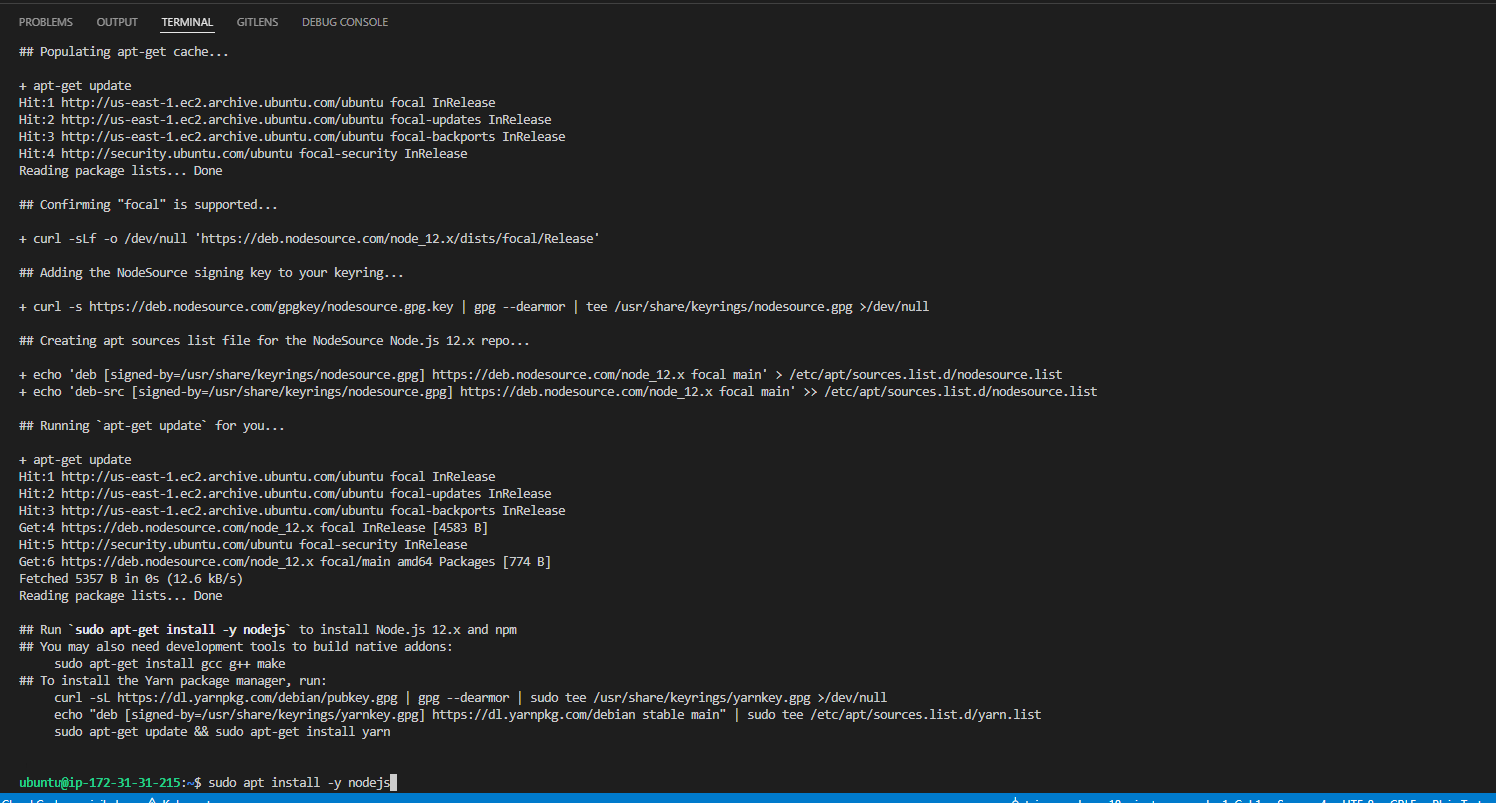 PROBLEMS OUTPUT TERMINAL GITLENS DEBUG CONSOLE
## Populating apt-get cache...
+ apt-get update
Hit:1 http://us-east-1.ec2.archive.ubuntu.com/ubuntu focal InRelease
Hit:2 http://us-east-1.ec2.archive.ubuntu.com/ubuntu focal-updates InRelease
Hit:3 http://us-east-1.ec2.archive.ubuntu.com/ubuntu focal-backports InRelease
Hit:4 http://security.ubuntu.com/ubuntu focal-security InRelease
Reading package lists... Done
## Confirming "focal" is supported...
+ curl -sLf -o /dev/null 'https://deb.nodesource.com/node_12.x/dists/focal/Release'
## Adding the NodeSource signing key to your keyring...
+ curl -s https://deb.nodesource.com/gpgkey/nodesource.gpg.key | gpg --dearmor | tee /usr/share/keyrings/nodesource.gpg >/dev/null
## Creating apt sources list file for the NodeSource Node.js 12.x repo...
+ echo 'deb [signed-by=/usr/share/keyrings/nodesource.gpg] https://deb.nodesource.com/node_12.x focal main' > /etc/apt/sources.list.d/nodesource.list
+ echo 'deb-src [signed-by=/usr/share/keyrings/nodesource.gpg] https://deb.nodesource.com/node_12.x focal main' >> /etc/apt/sources.list.d/nodesource.list
## Running `apt-get update` for you...
+ apt-get update
Hit:1 http://us-east-1.ec2.archive.ubuntu.com/ubuntu focal InRelease
Hit:2 http://us-east-1.ec2.archive.ubuntu.com/ubuntu focal-updates InRelease
Hit:3 http://us-east-1.ec2.archive.ubuntu.com/ubuntu focal-backports InRelease
Get:4 https://deb.nodesource.com/node_12.x focal InRelease [4583 B]
Hit:5 http://security.ubuntu.com/ubuntu focal-security InRelease
Get:6 https://deb.nodesource.com/node_12.x focal/main amd64 Packages [774 B]
Fetched 5357 B in 0s (12.6 kB/s)
Reading package lists... Done
## Run `sudo apt-get install -y nodejs` to install Node.js 12.x and npm
## You may also need development tools to build native addons:
sudo apt-get install gcc g++ make
## To install the Yarn package manager, run:
curl -sL https://dl.yarnpkg.com/debian/pubkey.gpg | gpg --dearmor | sudo tee /usr/share/keyrings/yarnkey.gpg >/dev/null
echo "deb [signed-by=/usr/share/keyrings/yarnkey.gpg] https://dl.yarnpkg.com/debian stable main" | sudo tee /etc/apt/sources.list.d/yarn.list
sudo apt-get update && sudo apt-get install yarn
ubuntu@ip-172-31-31-215:~$ sudo apt install -y nodejs